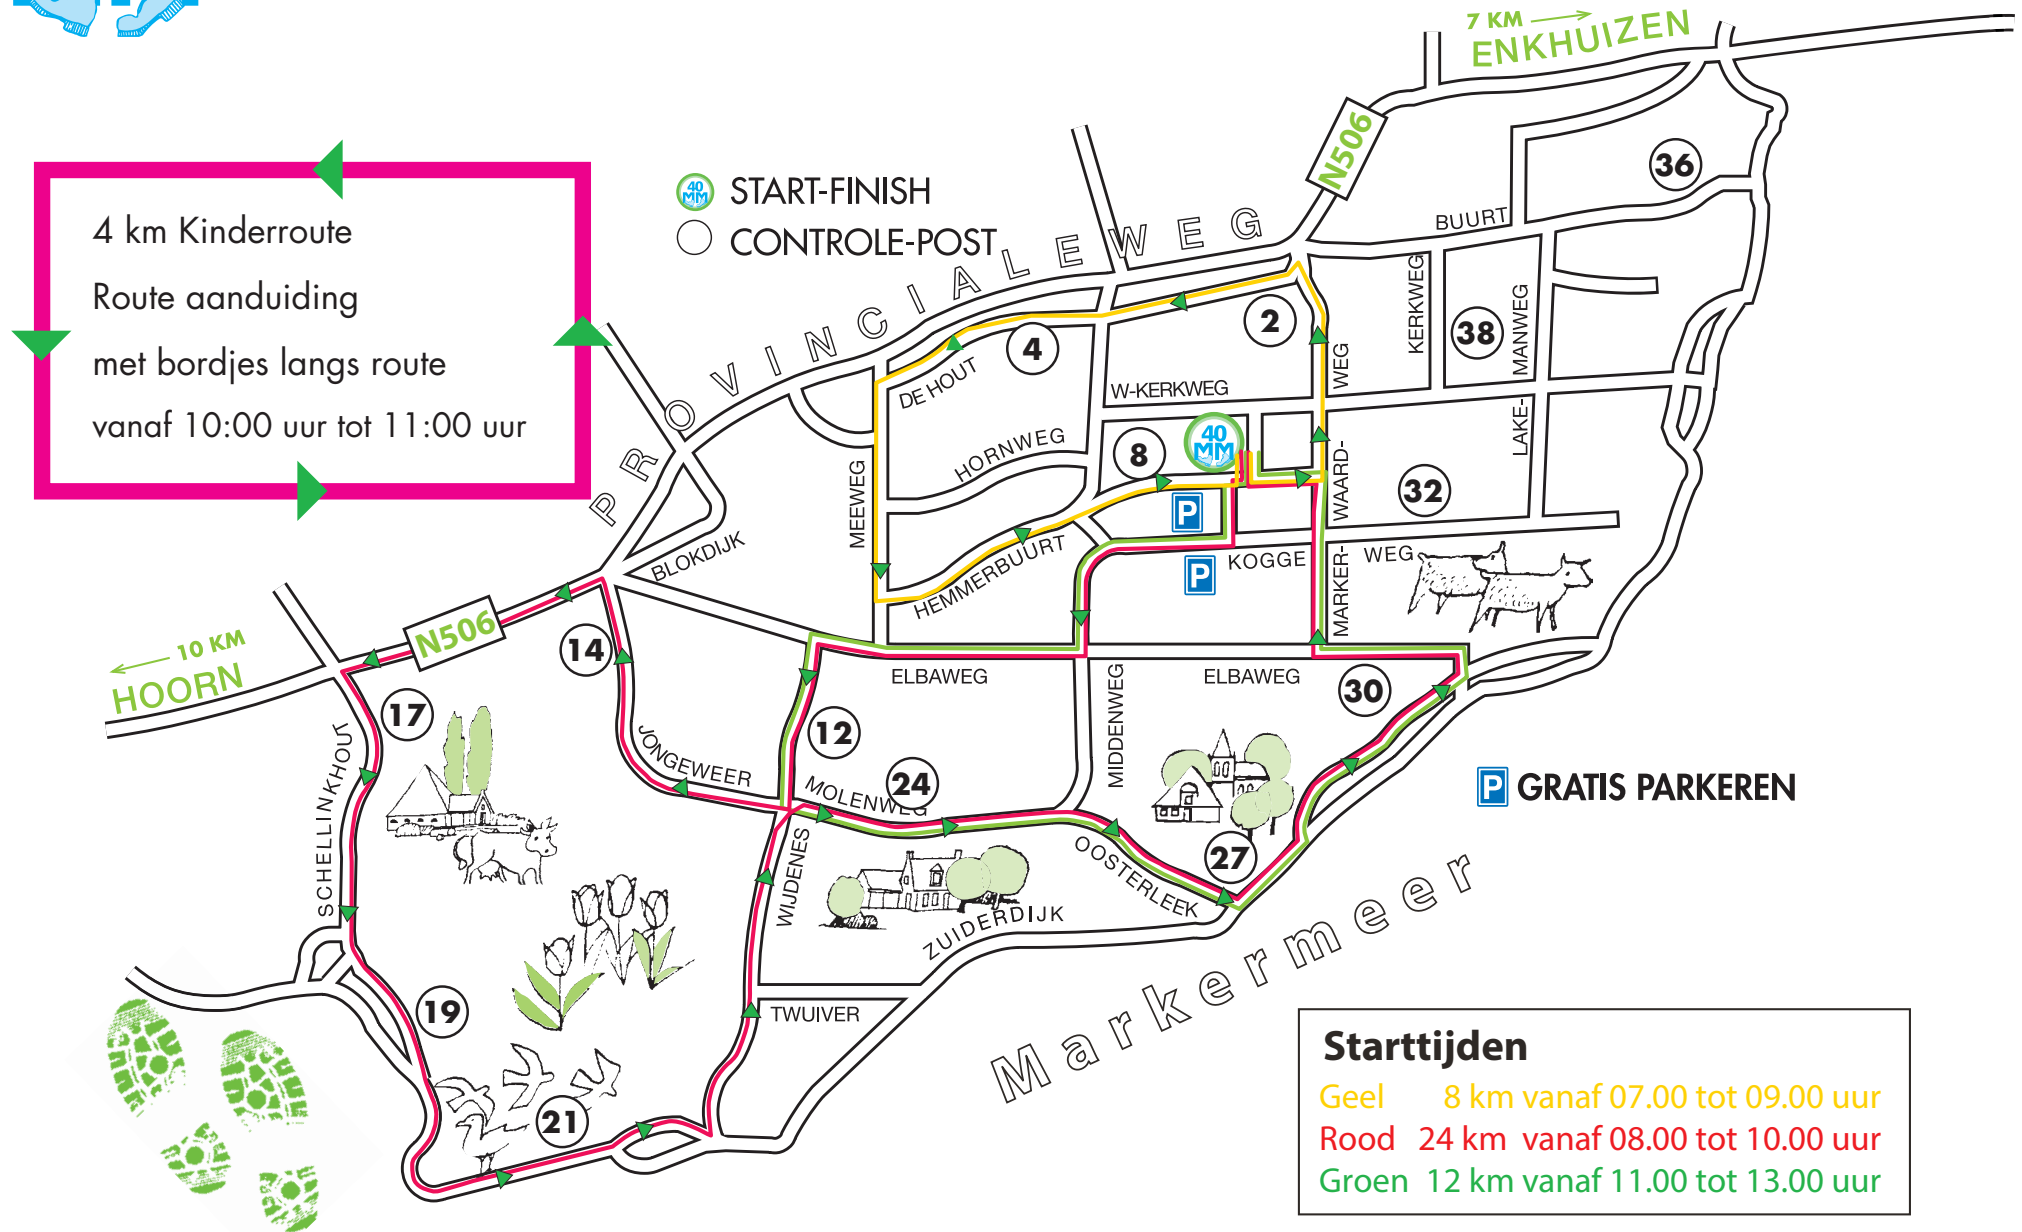 7 KM
ENKHUIZEN
N506
36
4 km Kinderroute
Route aanduiding
met bordjes langs route
vanaf 10:00 uur tot 11:00 uur
40
MM
START-FINISH
CONTROLE-POST
PROVINCIALEWEG
BUURT
KERKWEG
38
LAKE-
MANWEG
2
4
DE HOUT
W-KERKWEG
WEG
40
MM
HORNWEG
8
MEEWEG
32
WAARD-
P
BLOKDIJK
HEMMERBUURT
P
KOGGE
WEG
MARKER-
10 KM
HOORN
N506
14
ELBAWEG
MIDDENWEG
ELBAWEG
30
17
12
JONGEWEER
MOLENWEG
24
SCHELLINKHOUT
P GRATIS PARKEREN
WIJDENES
OOSTERLEEK
27
ZUIDERDIJK
Markermeer
19
TWUIVER
21
Starttijden
Geel 8 km vanaf 07.00 tot 09.00 uur
Rood 24 km vanaf 08.00 tot 10.00 uur
Groen 12 km vanaf 11.00 tot 13.00 uur